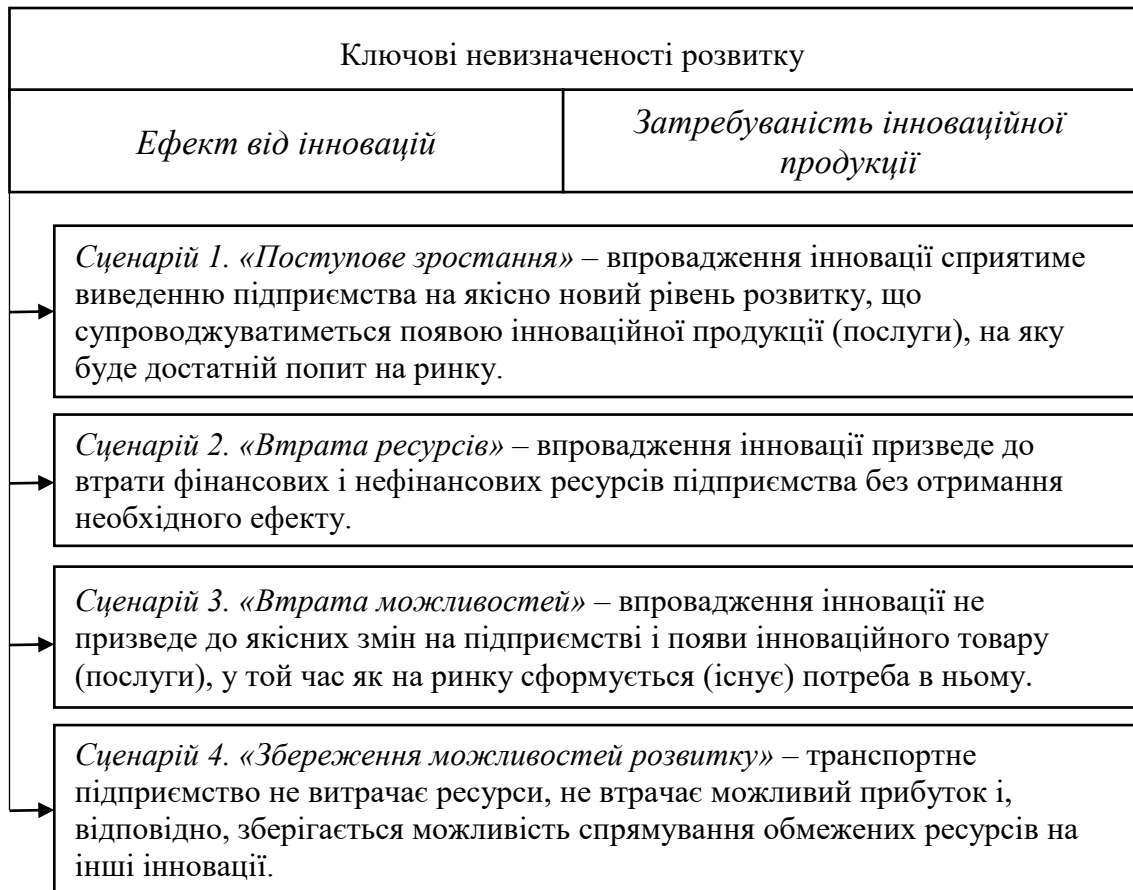 Ключові невизначеності розвитку
Ефект від інновацій
Затребуваність інноваційної
продукції
Сценарій 1. «Поступове зростання» – впровадження інновації сприятиме
виведенню підприємства на якісно новий рівень розвитку, що
супроводжуватиметься появою інноваційної продукції (послуги), на яку
буде достатній попит на ринку.
Сценарій 2. «Втрата ресурсів» – впровадження інновації призведе до
втрати фінансових і нефінансових ресурсів підприємства без отримання
необхідного ефекту.
Сценарій 3. «Втрата можливостей» – впровадження інновації не
призведе до якісних змін на підприємстві і появи інноваційного товару
(послуги), у той час як на ринку сформується (існує) потреба в ньому.
Сценарій 4. «Збереження можливостей розвитку» – транспортне
підприємство не витрачає ресурси, не втрачає можливий прибуток і,
відповідно, зберігається можливість спрямування обмежених ресурсів на
інші інновації.